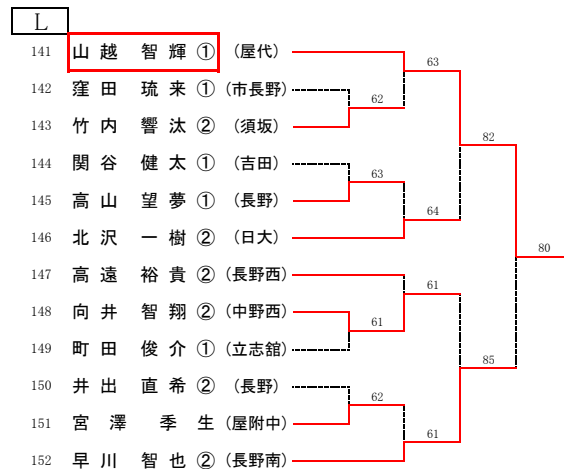 L
141 山越 智輝 ① (屋代)
142 窪田 琉来 ① (市長野)
143 竹内 響汰 ② (須坂)
144 関谷 健太 ① (吉田)
145 高山 望夢 ① (長野)
146 北沢 一樹 ② (日大)
147 高遠 裕貴 ② (長野西)
148 向井 智翔 ② (中野西)
149 町田 俊介 ① (立志舘)
150 井出 直希 ② (長野)
151 宮澤 季生 (屋附中)
152 早川 智也 ② (長野南)
63
62
82
63
64
80
61
61
85
62
61